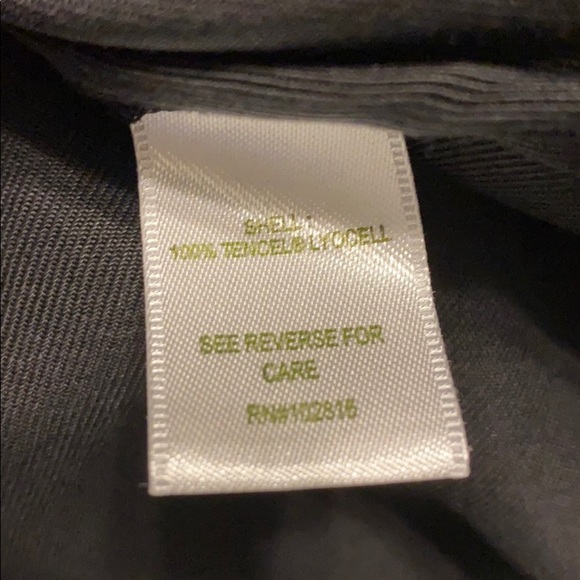 SHELL :
100% TENCEL® LYOCELL
SEE REVERSE FOR
CARE
RN#102816